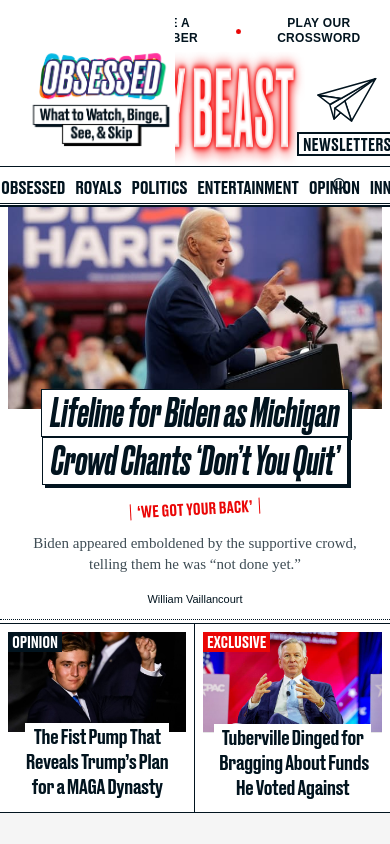 E A
BER
PLAY OUR
CROSSWORD
OBSESSED
What to Watch, Binge,
See, & Skip
Y BEAST
NEWSLETTERS
OBSESSED ROYALS POLITICS ENTERTAINMENT OPINION INN
HARRIS
Lifeline for Biden as Michigan
Crowd Chants ‘Don’t You Quit’
‘WE GOT YOUR BACK’
Biden appeared emboldened by the supportive crowd,
telling them he was “not done yet.”
William Vaillancourt
OPINION
The Fist Pump That
Reveals Trump’s Plan
for a MAGA Dynasty
EXCLUSIVE
CPAC
Tuberville Dinged for
Bragging About Funds
He Voted Against